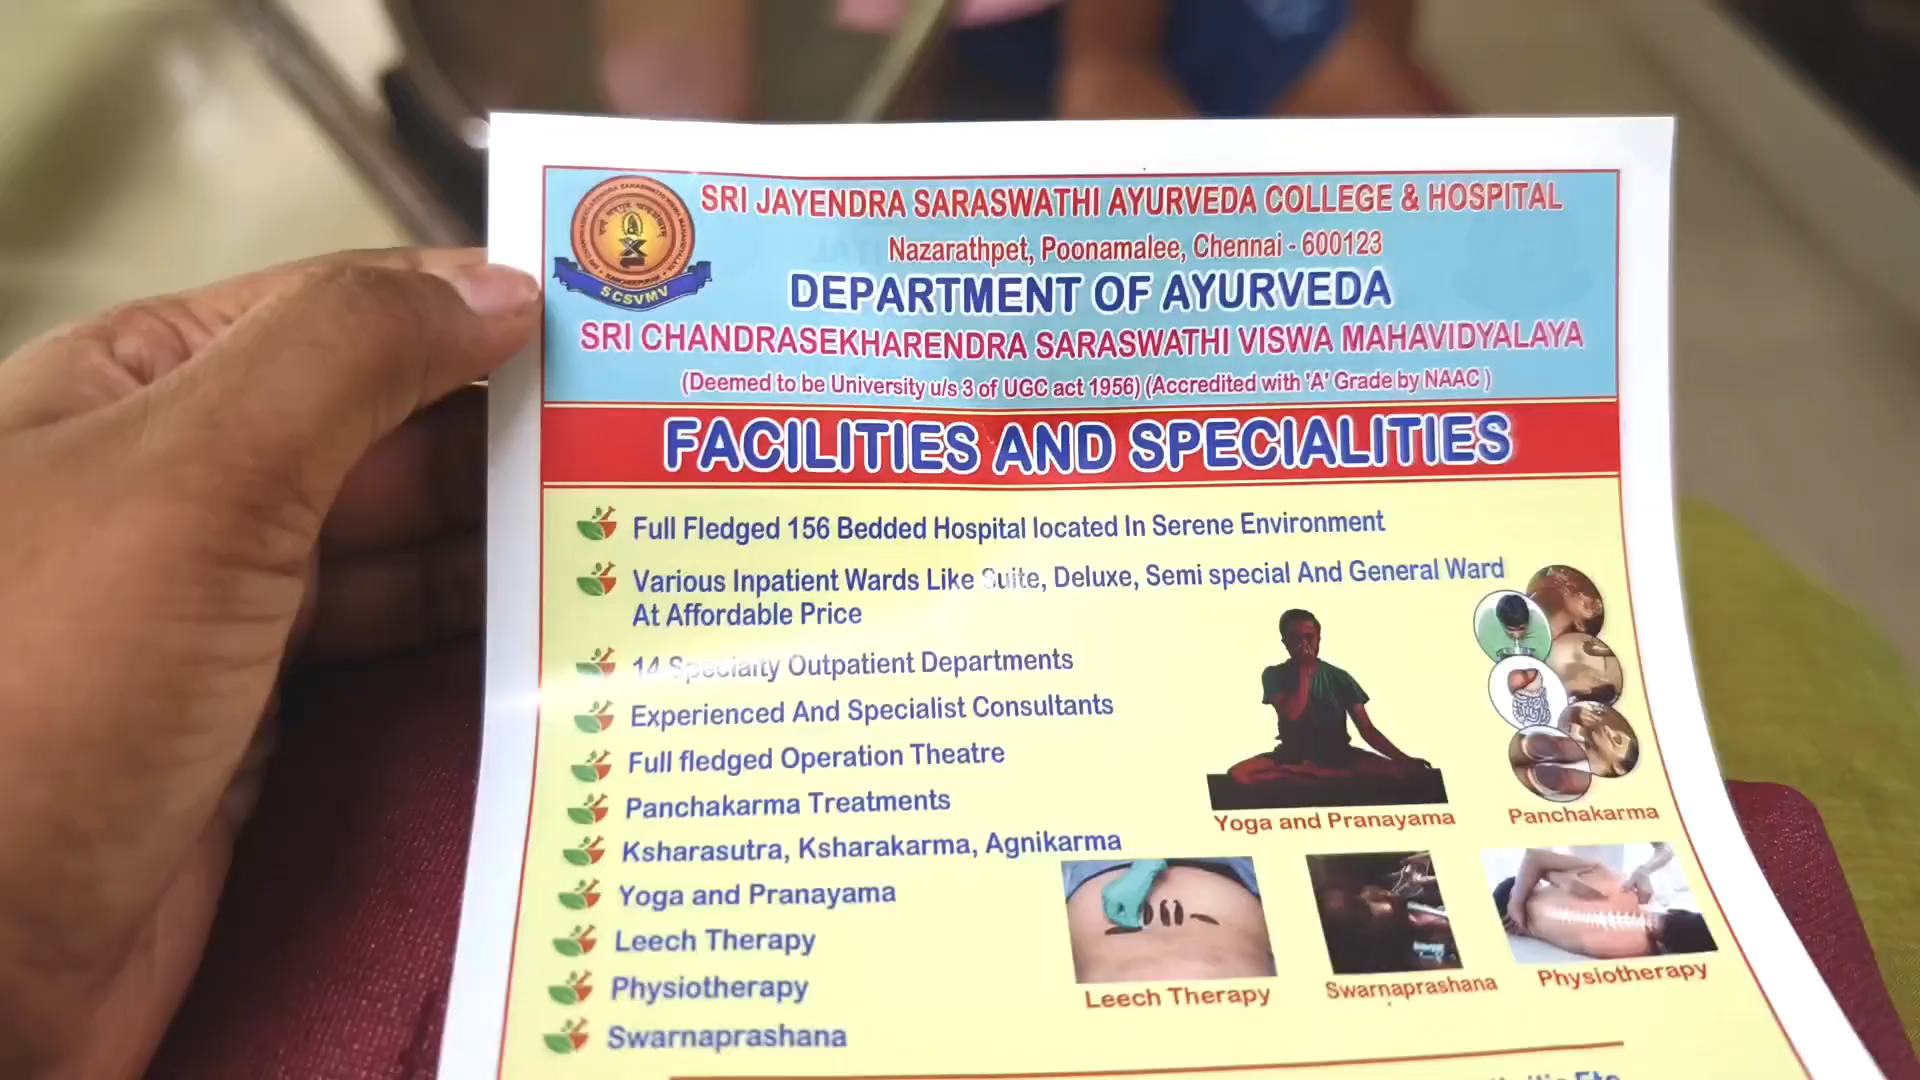 SRI JAYENDRA SARASWATHI AYURVEDA COLLEGE & HOSPITAL
Nazarathpet, Poonamalee, Chennai - 600123
DEPARTMENT OF AYURVEDA
SRI CHANDRASEKHARENDRA SARASWATHI VISWA MAHAVIDYALAYA
(Deemed to be University u/s 3 of UGC act 1956) (Accredited with 'A' Grade by NAAC)
SCSVMV
FACILITIES AND SPECIALITIES
Full Fledged 156 Bedded Hospital located In Serene Environment
Various Inpatient Wards Like Suite, Deluxe, Semi special And General Ward
At Affordable Price
14 Specialty Outpatient Departments
Experienced And Specialist Consultants
Full fledged Operation Theatre
Panchakarma Treatments
Ksharasutra, Ksharakarma, Agnikarma
Yoga and Pranayama
Leech Therapy
Physiotherapy
Swarnaprashana
Yoga and Pranayama
Panchakarma
Leech Therapy
Swarnaprashana
Physiotherapy